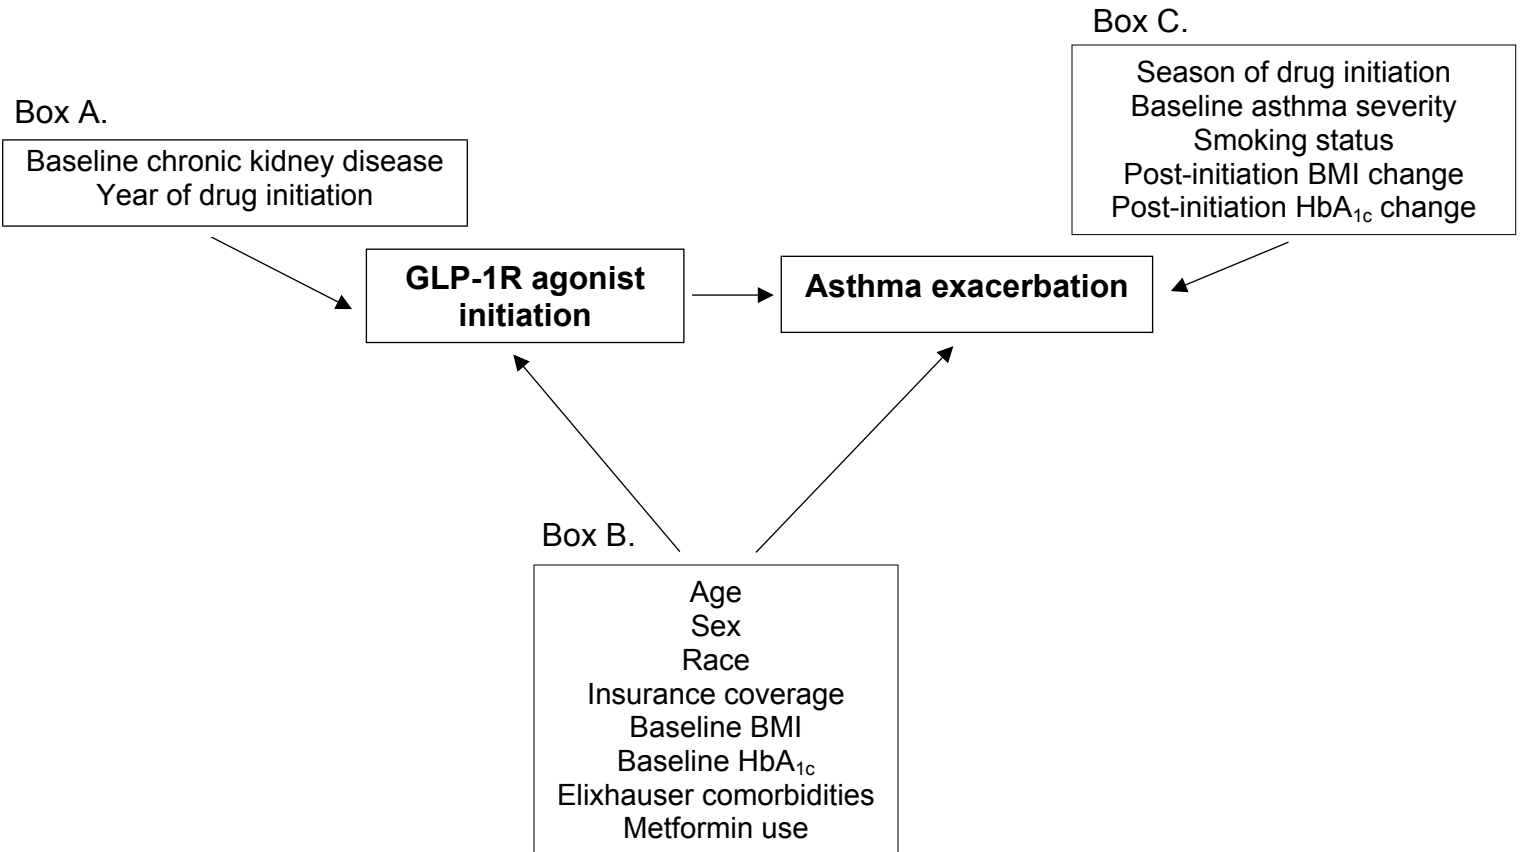 Box A.
Baseline chronic kidney disease
Year of drug initiation
GLP-1R agonist
initiation
Asthma exacerbation
Box C.
Season of drug initiation
Baseline asthma severity
Smoking status
Post-initiation BMI change
Post-initiation HbA₁c change
Box B.
Age
Sex
Race
Insurance coverage
Baseline BMI
Baseline HbA₁c
Elixhauser comorbidities
Metformin use